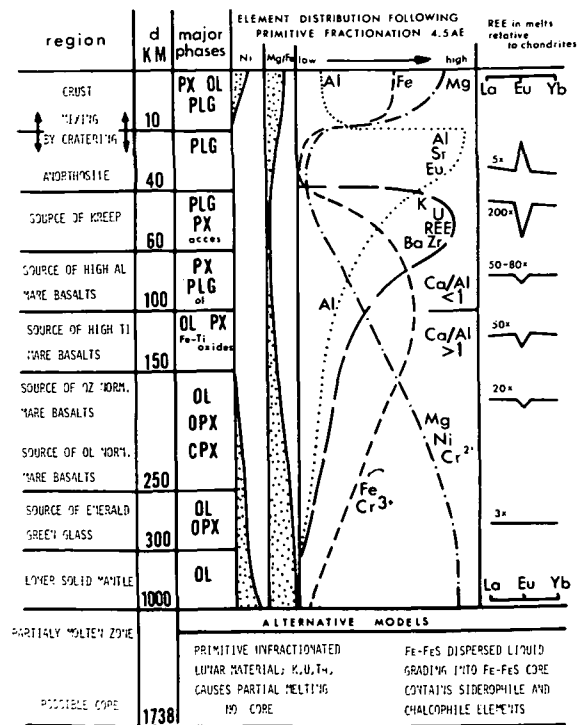 ELEMENT DISTRIBUTION FOLLOWING
PRIMITIVE FRACTIONATION 4.5AE
REE in melts
relative
to chondrites
region
d
KM
major
phases
Ni
Mg/Fe
low
high
La Eu Yb
CRUST
MIXING
BY CRATERING
ANORTHOSITE
10
40
PX OL
PLG
PLG
Al
Fe
Mg
Al
Sr
Eu
5x
SOURCE OF KREEP
60
PLG
PX
acces
K
U
REE
Ba Zr
200x
SOURCE OF HIGH AL
MARE BASALTS
100
PX
PLG
ol
Al
Ca/Al
<1
50-80x
SOURCE OF HIGH TI
MARE BASALTS
150
OL PX
Fe-Ti
oxides
Ca/Al
>1
50x
SOURCE OF QZ NORM.
MARE BASALTS
SOURCE OF OL NORM.
MARE BASALTS
250
OL
OPX
CPX
Mg
Ni
Cr2+
20x
SOURCE OF EMERALD
GREEN GLASS
300
OL
OPX
Fe
Cr3+
3x
LOWER SOLID MANTLE
1000
OL
La Eu Yb
ALTERNATIVE MODELS
PARTIALY MOLTEN ZONE
POSSIBLE CORE
1738
PRIMITIVE UNFRACTIONATED
LUNAR MATERIAL; K,U,TH,
CAUSES PARTIAL MELTING
NO CORE
FE-FES DISPERSED LIQUID
GRADING INTO FE-FES CORE
CONTAINS SIDEROPHILE AND
CHALCOPHILE ELEMENTS